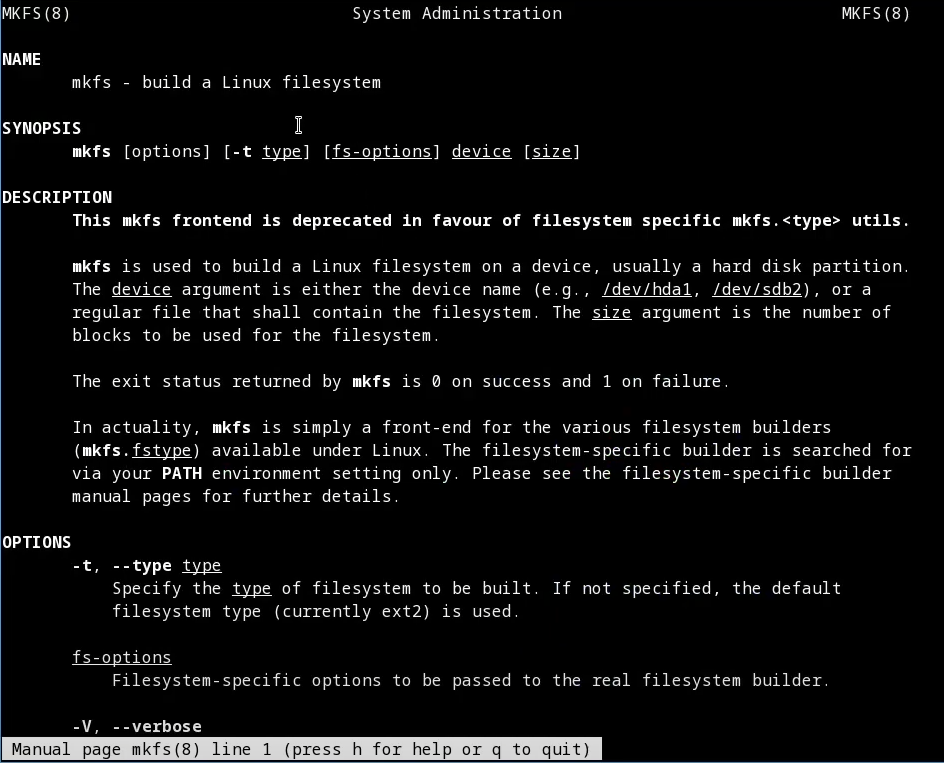 MKFS(8) System Administration MKFS(8)
NAME
mkfs - build a Linux filesystem
SYNOPSIS
mkfs [options] [-t type] [fs-options] device [size]
DESCRIPTION
This mkfs frontend is deprecated in favour of filesystem specific mkfs.<type> utils.
mkfs is used to build a Linux filesystem on a device, usually a hard disk partition.
The device argument is either the device name (e.g., /dev/hda1, /dev/sdb2), or a
regular file that shall contain the filesystem. The size argument is the number of
blocks to be used for the filesystem.
The exit status returned by mkfs is 0 on success and 1 on failure.
In actuality, mkfs is simply a front-end for the various filesystem builders
(mkfs.fstype) available under Linux. The filesystem-specific builder is searched for
via your PATH environment setting only. Please see the filesystem-specific builder
manual pages for further details.
OPTIONS
-t, --type type
Specify the type of filesystem to be built. If not specified, the default
filesystem type (currently ext2) is used.
fs-options
Filesystem-specific options to be passed to the real filesystem builder.
-V, --verbose
Manual page mkfs(8) line 1 (press h for help or q to quit)